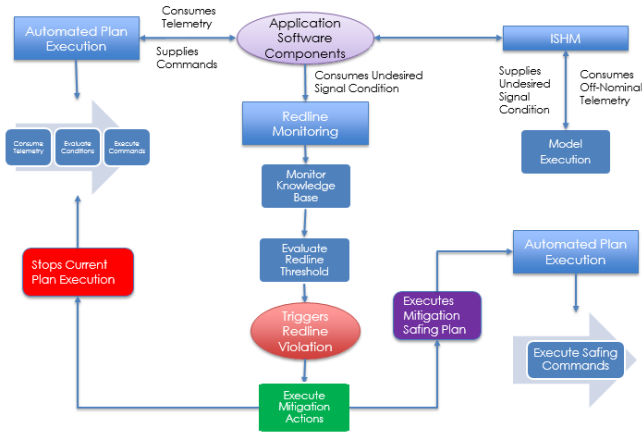 Automated Plan
Execution
Consumes
Telemetry
Supplies
Commands
Application
Software
Components
ISHM
Consumes Undesired
Signal Condition
Supplies
Undesired
Signal
Condition
Consumes
Off-Nominal
Telemetry
Consume
Telemetry
Evaluate
Conditions
Execute
Commands
Redline
Monitoring
Model
Execution
Monitor
Knowledge
Base
Evaluate
Redline
Threshold
Automated Plan
Execution
Stops Current
Plan Execution
Executes
Mitigation
Safing Plan
Triggers
Redline
Violation
Execute Safing
Commands
Execute
Mitigation
Actions